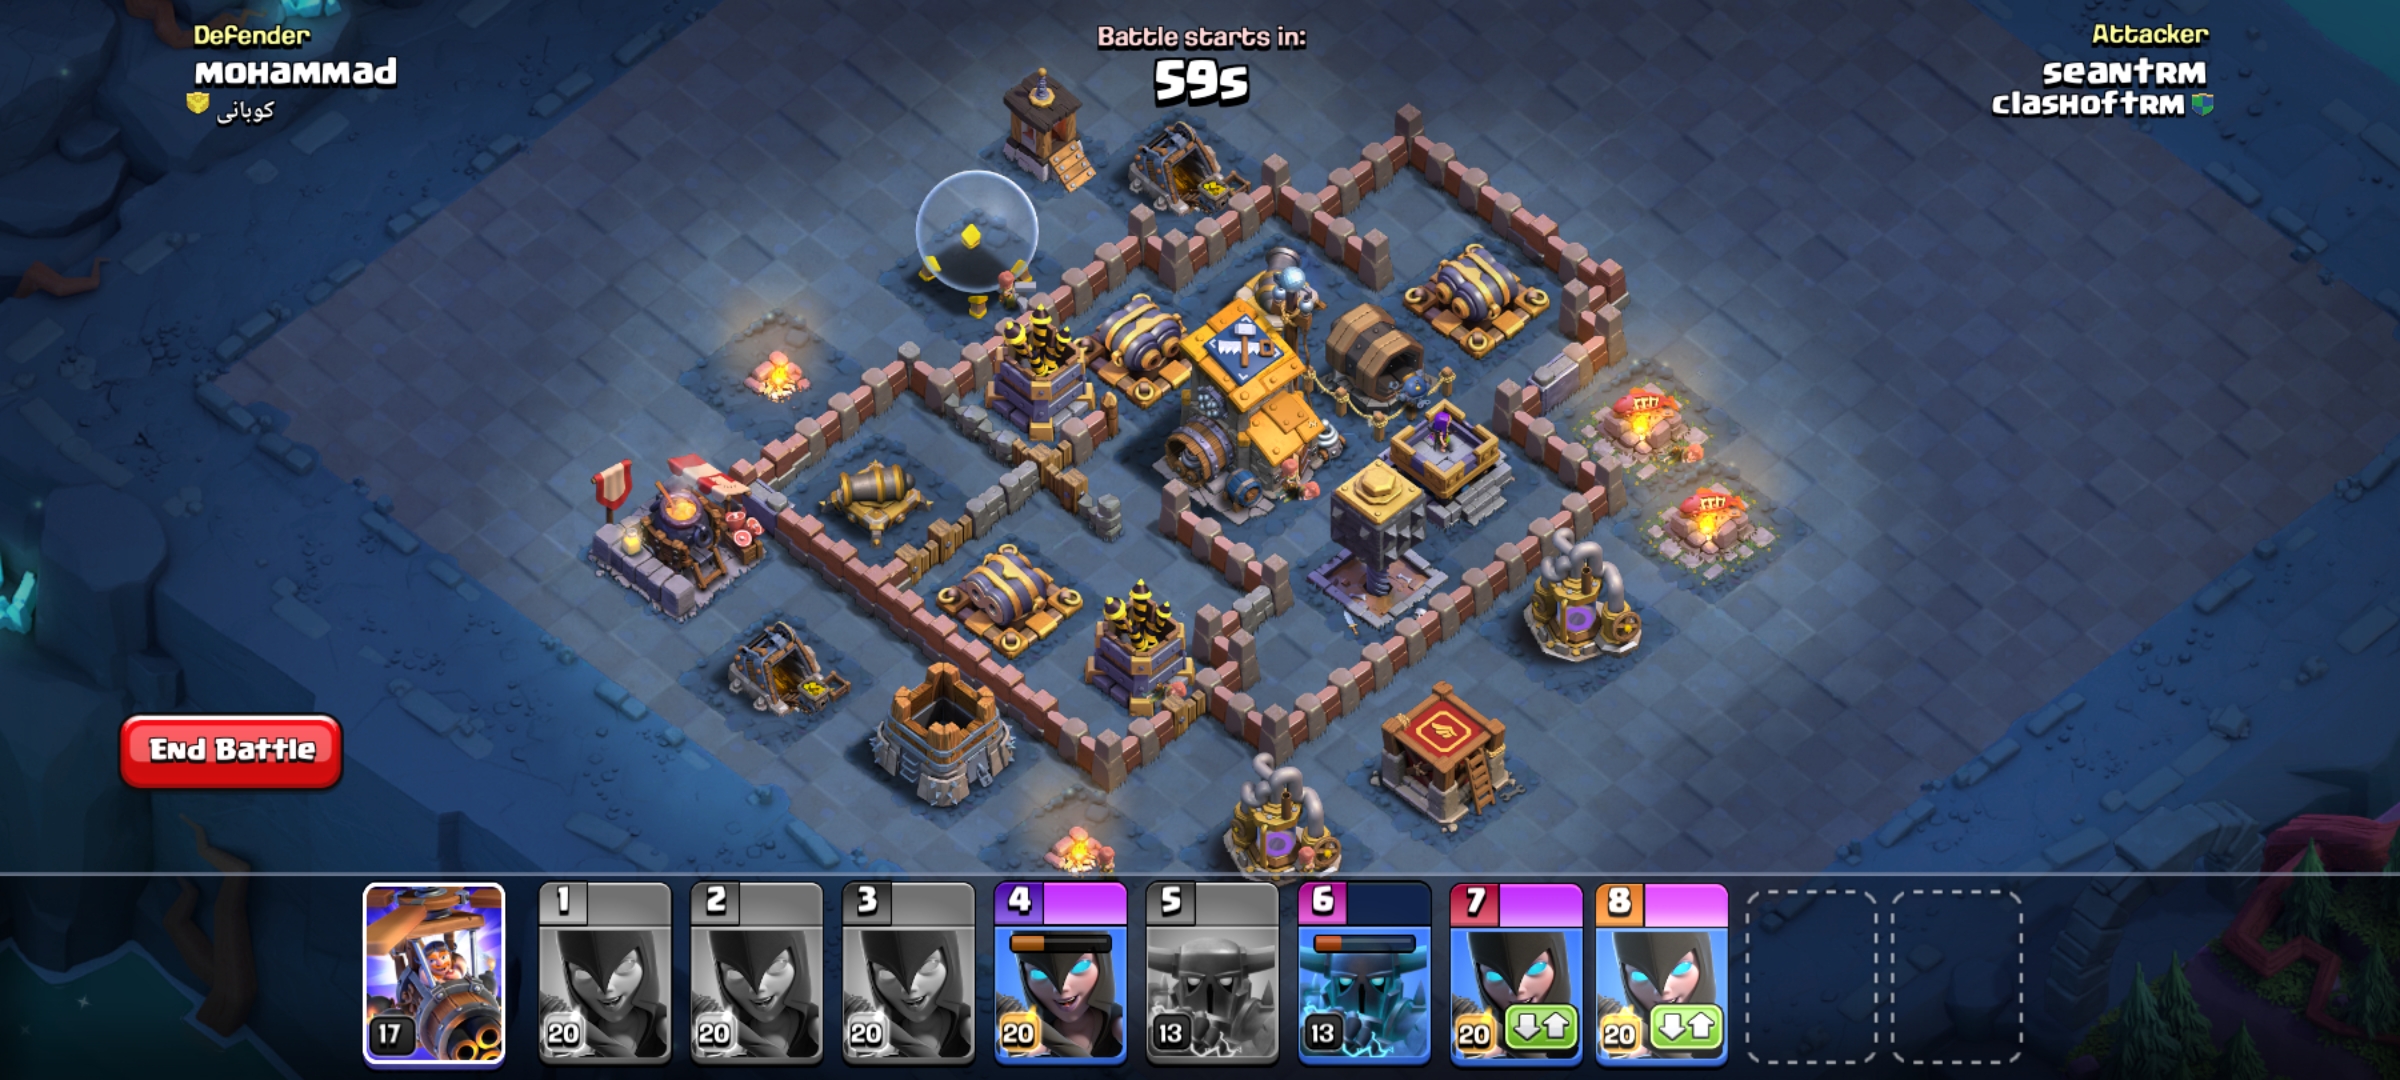 Defender
MOHAMMAD
کوبانی
Battle starts in:
59s
Attacker
seantRM
clashoftRM
End Battle
17
1
20
2
20
3
20
4
20
5
13
6
13
7
20
8
20